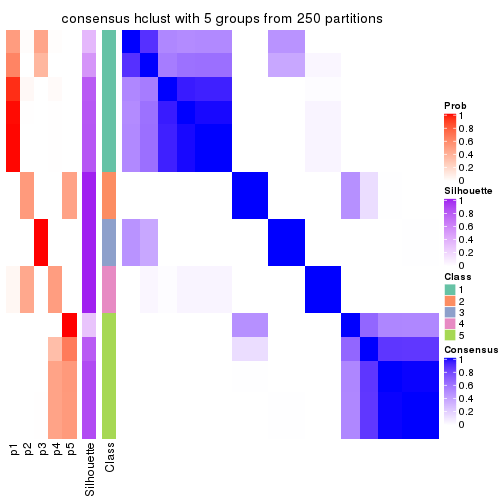 consensus hclust with 5 groups from 250 partitions
Prob
1
0.8
0.6
0.4
0.2
0
Silhouette
1
0.8
0.6
0.4
0.2
0
Class
1
2
3
4
5
Consensus
1
0.8
0.6
0.4
0.2
0
p1
p2
p3
p4
p5
Silhouette
Class